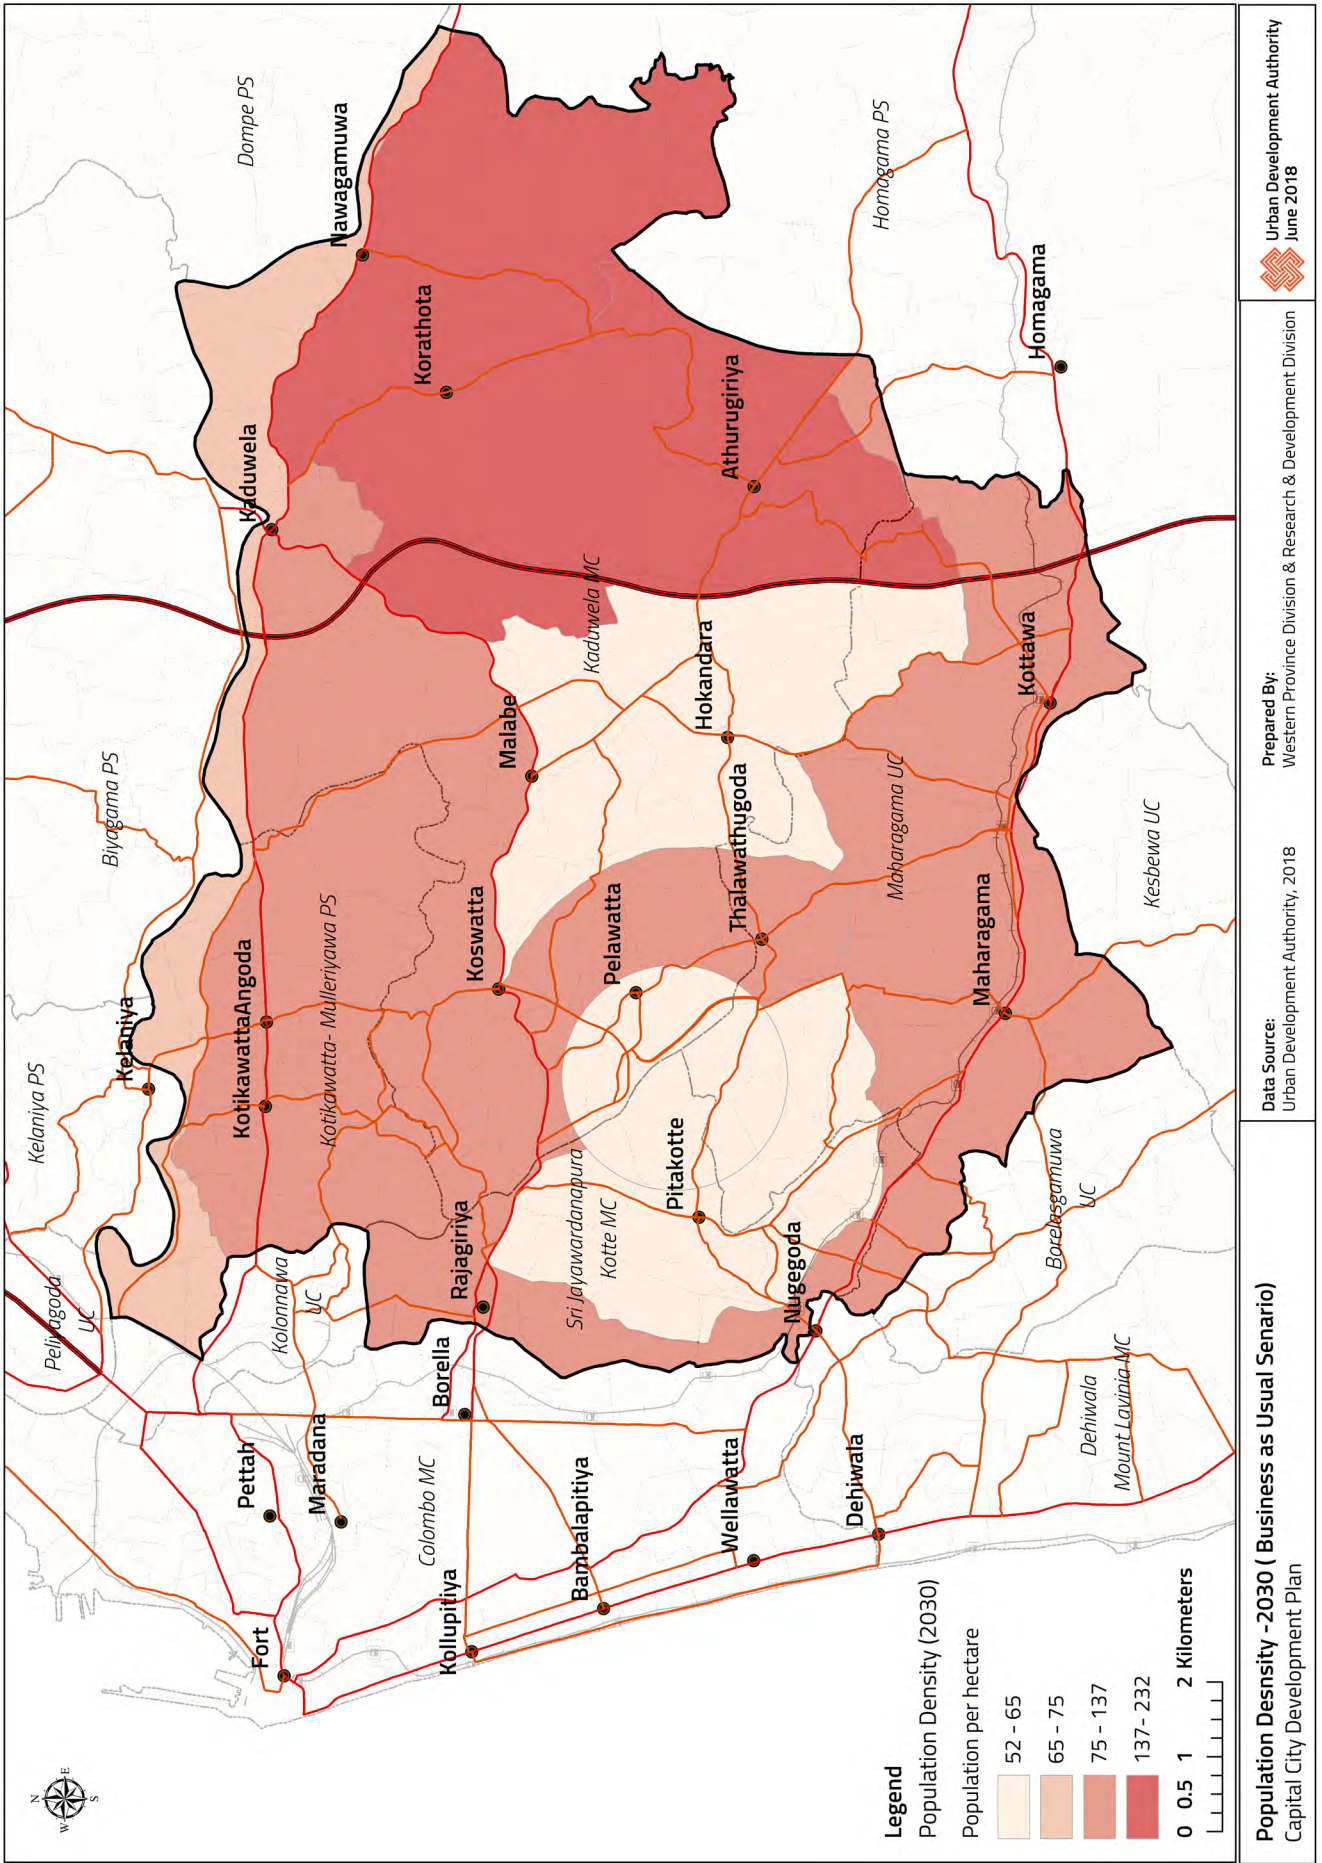 Dompe PS
Nawagamuwa
Homagama PS
Korathota
Homagama
Athurugiriya
Kaduwela
Kaduwela MC
Hokandara
Kottawa
Malabe
Biyagama PS
Thalawathugoda
Maharagama UC
Kesbewa UC
Koswatta
Pelawatta
Maharagama
KotikawattaAngoda
Kotikawatta- Mulleriyawa PS
Kelaniya
Kelaniya PS
Pitakotte
Sri Jayawardanapura
Kotte MC
Rajagiriya
Nugegoda
Borelasgamuwa
UC
Peliyagoda
UC
Kolonnawa
UC
Borella
Dehiwala
Mount Lavinia MC
Pettah
Maradana
Colombo MC
Wellawatta
Dehiwala
Bambalapitiya
Kollupitiya
Fort
N
E
S
W
Legend
Population Density (2030)
Population per hectare
52 - 65
65 - 75
75 - 137
137- 232
0 0.5 1 2 Kilometers
Population Desnsity -2030 ( Business as Usual Senario)
Capital City Development Plan
Data Source:
Urban Development Authority, 2018
Prepared By:
Western Province Division & Research & Development Division
Urban Development Authority
June 2018